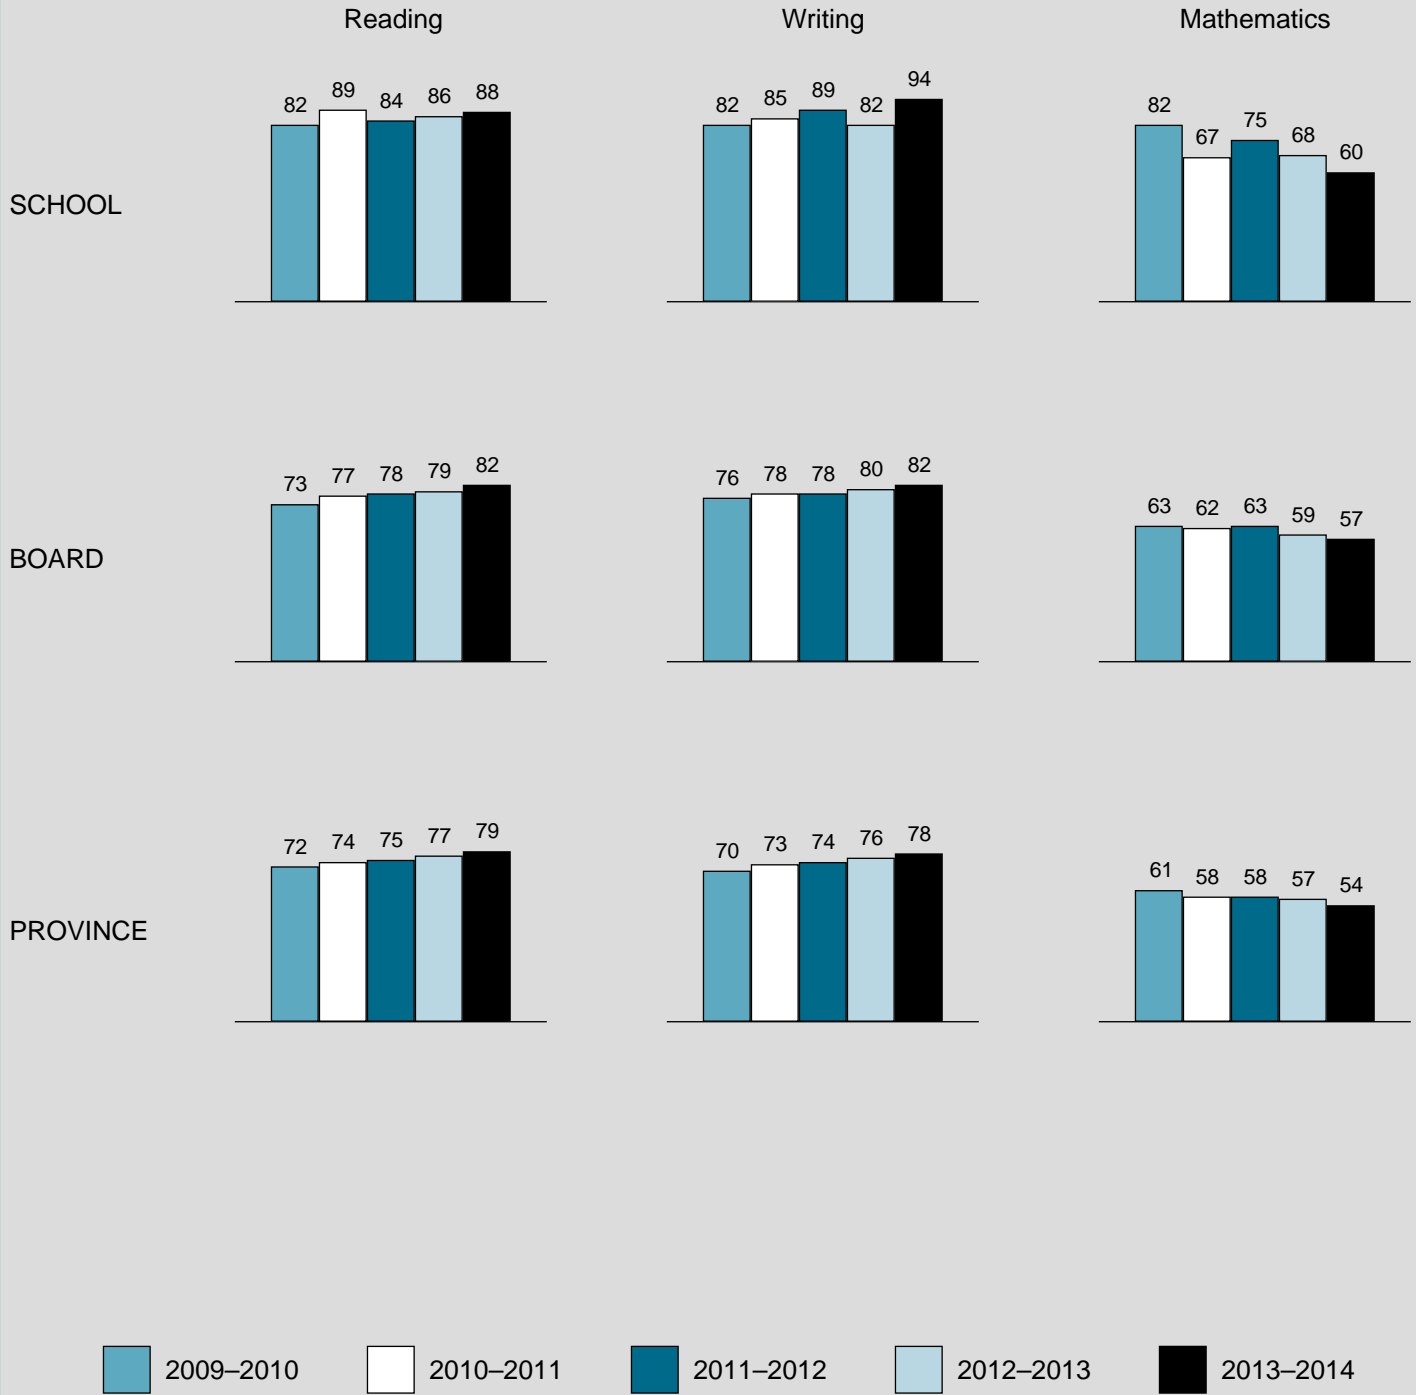 Reading Writing Mathematics
82 89 84 86 88 82 85 89 82 94 82 67 75 68 60
SCHOOL
73 77 78 79 82 76 78 78 80 82 63 62 63 59 57
BOARD
72 74 75 77 79 70 73 74 76 78 61 58 58 57 54
PROVINCE
2009–2010 2010–2011 2011–2012 2012–2013 2013–2014